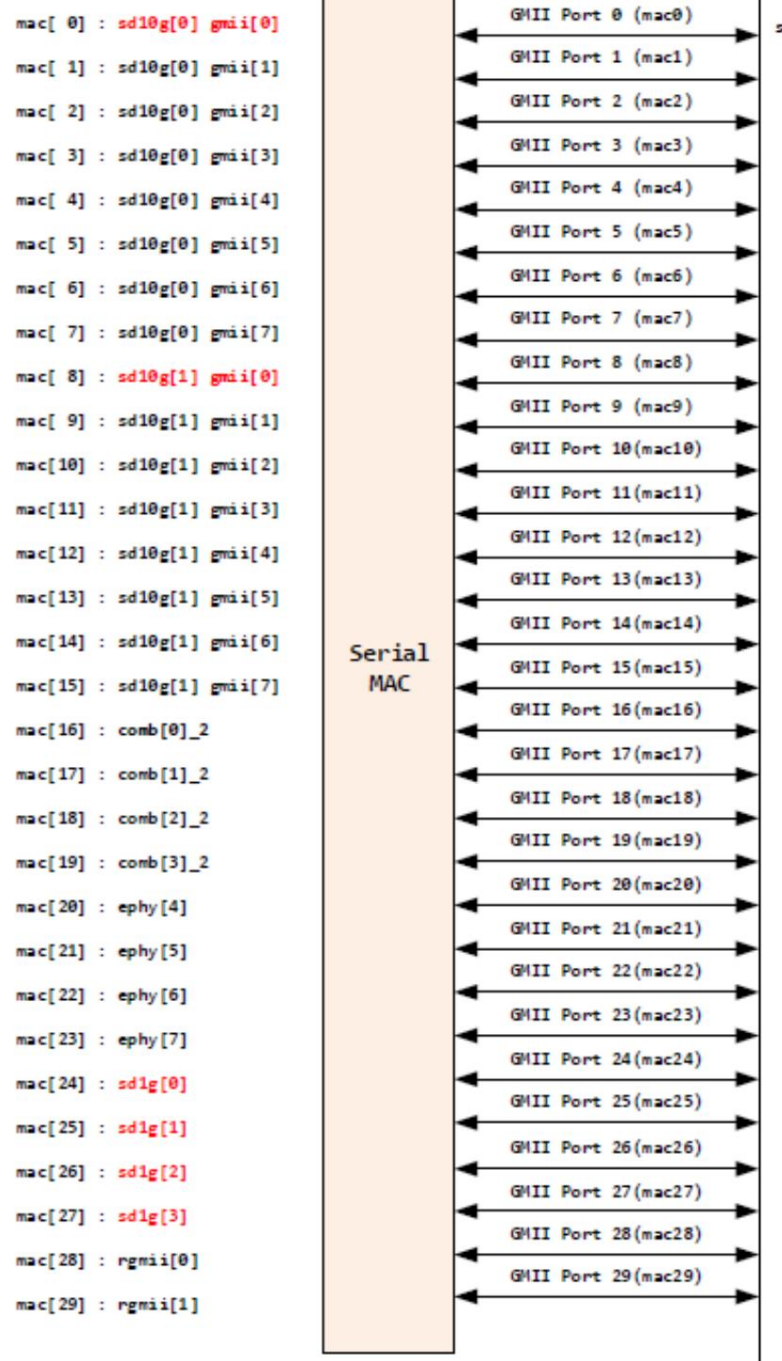 mac[ 0] : sd10g[0] gmii[0]
mac[ 1] : sd10g[0] gmii[1]
mac[ 2] : sd10g[0] gmii[2]
mac[ 3] : sd10g[0] gmii[3]
mac[ 4] : sd10g[0] gmii[4]
mac[ 5] : sd10g[0] gmii[5]
mac[ 6] : sd10g[0] gmii[6]
mac[ 7] : sd10g[0] gmii[7]
mac[ 8] : sd10g[1] gmii[0]
mac[ 9] : sd10g[1] gmii[1]
mac[10] : sd10g[1] gmii[2]
mac[11] : sd10g[1] gmii[3]
mac[12] : sd10g[1] gmii[4]
mac[13] : sd10g[1] gmii[5]
mac[14] : sd10g[1] gmii[6]
mac[15] : sd10g[1] gmii[7]
mac[16] : comb[0]_2
mac[17] : comb[1]_2
mac[18] : comb[2]_2
mac[19] : comb[3]_2
mac[20] : ephy[4]
mac[21] : ephy[5]
mac[22] : ephy[6]
mac[23] : ephy[7]
mac[24] : sd1g[0]
mac[25] : sd1g[1]
mac[26] : sd1g[2]
mac[27] : sd1g[3]
mac[28] : rgmii[0]
mac[29] : rgmii[1]
Serial
MAC
GMII Port 0 (mac0)
GMII Port 1 (mac1)
GMII Port 2 (mac2)
GMII Port 3 (mac3)
GMII Port 4 (mac4)
GMII Port 5 (mac5)
GMII Port 6 (mac6)
GMII Port 7 (mac7)
GMII Port 8 (mac8)
GMII Port 9 (mac9)
GMII Port 10(mac10)
GMII Port 11(mac11)
GMII Port 12(mac12)
GMII Port 13(mac13)
GMII Port 14(mac14)
GMII Port 15(mac15)
GMII Port 16(mac16)
GMII Port 17(mac17)
GMII Port 18(mac18)
GMII Port 19(mac19)
GMII Port 20(mac20)
GMII Port 21(mac21)
GMII Port 22(mac22)
GMII Port 23(mac23)
GMII Port 24(mac24)
GMII Port 25(mac25)
GMII Port 26(mac26)
GMII Port 27(mac27)
GMII Port 28(mac28)
GMII Port 29(mac29)